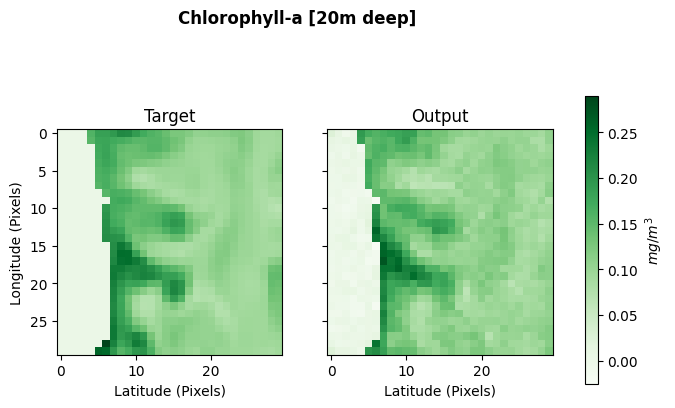 Chlorophyll-a [20m deep]
Target
Output
0
5
10
15
20
25
Longitude (Pixels)
0
10
20
Latitude (Pixels)
0
10
20
Latitude (Pixels)
0.25
0.20
0.15
0.10
0.05
0.00
mg/m³